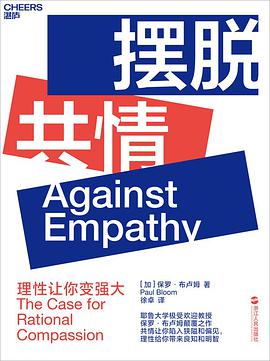 CHEERS
湛庐
摆脱
共情
Against
Empathy
理性让你变强大
The Case for
Rational
Compassion
[加] 保罗·布卢姆 著
Paul Bloom
徐卓 译
耶鲁大学极受欢迎教授
保罗·布卢姆颠覆之作
共情让你陷入狭隘和偏见，
理性给你带来良知和明智
浙江人民出版社